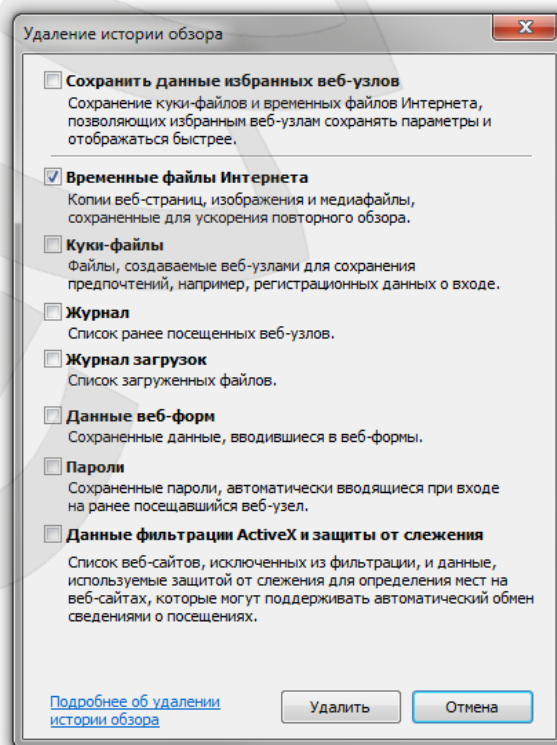 Удаление истории обзора
Сохранить данные избранных веб-узлов
Сохранение куки-файлов и временных файлов Интернета,
позволяющих избранным веб-узлам сохранять параметры и
отображаться быстрее.
Временные файлы Интернета
Копии веб-страниц, изображения и медиафайлы,
сохраненные для ускорения повторного обзора.
Куки-файлы
Файлы, создаваемые веб-узлами для сохранения
предпочтений, например, регистрационных данных о входе.
Журнал
Список ранее посещенных веб-узлов.
Журнал загрузок
Список загруженных файлов.
Данные веб-форм
Сохраненные данные, вводившиеся в веб-формы.
Пароли
Сохраненные пароли, автоматически вводящиеся при входе
на ранее посещавшийся веб-узел.
Данные фильтрации ActiveX и защиты от слежения
Список веб-сайтов, исключенных из фильтрации, и данные,
используемые защитой от слежения для определения мест на
веб-сайтах, которые могут поддерживать автоматический обмен
сведениями о посещениях.
Подробнее об удалении
истории обзора
Удалить
Отмена